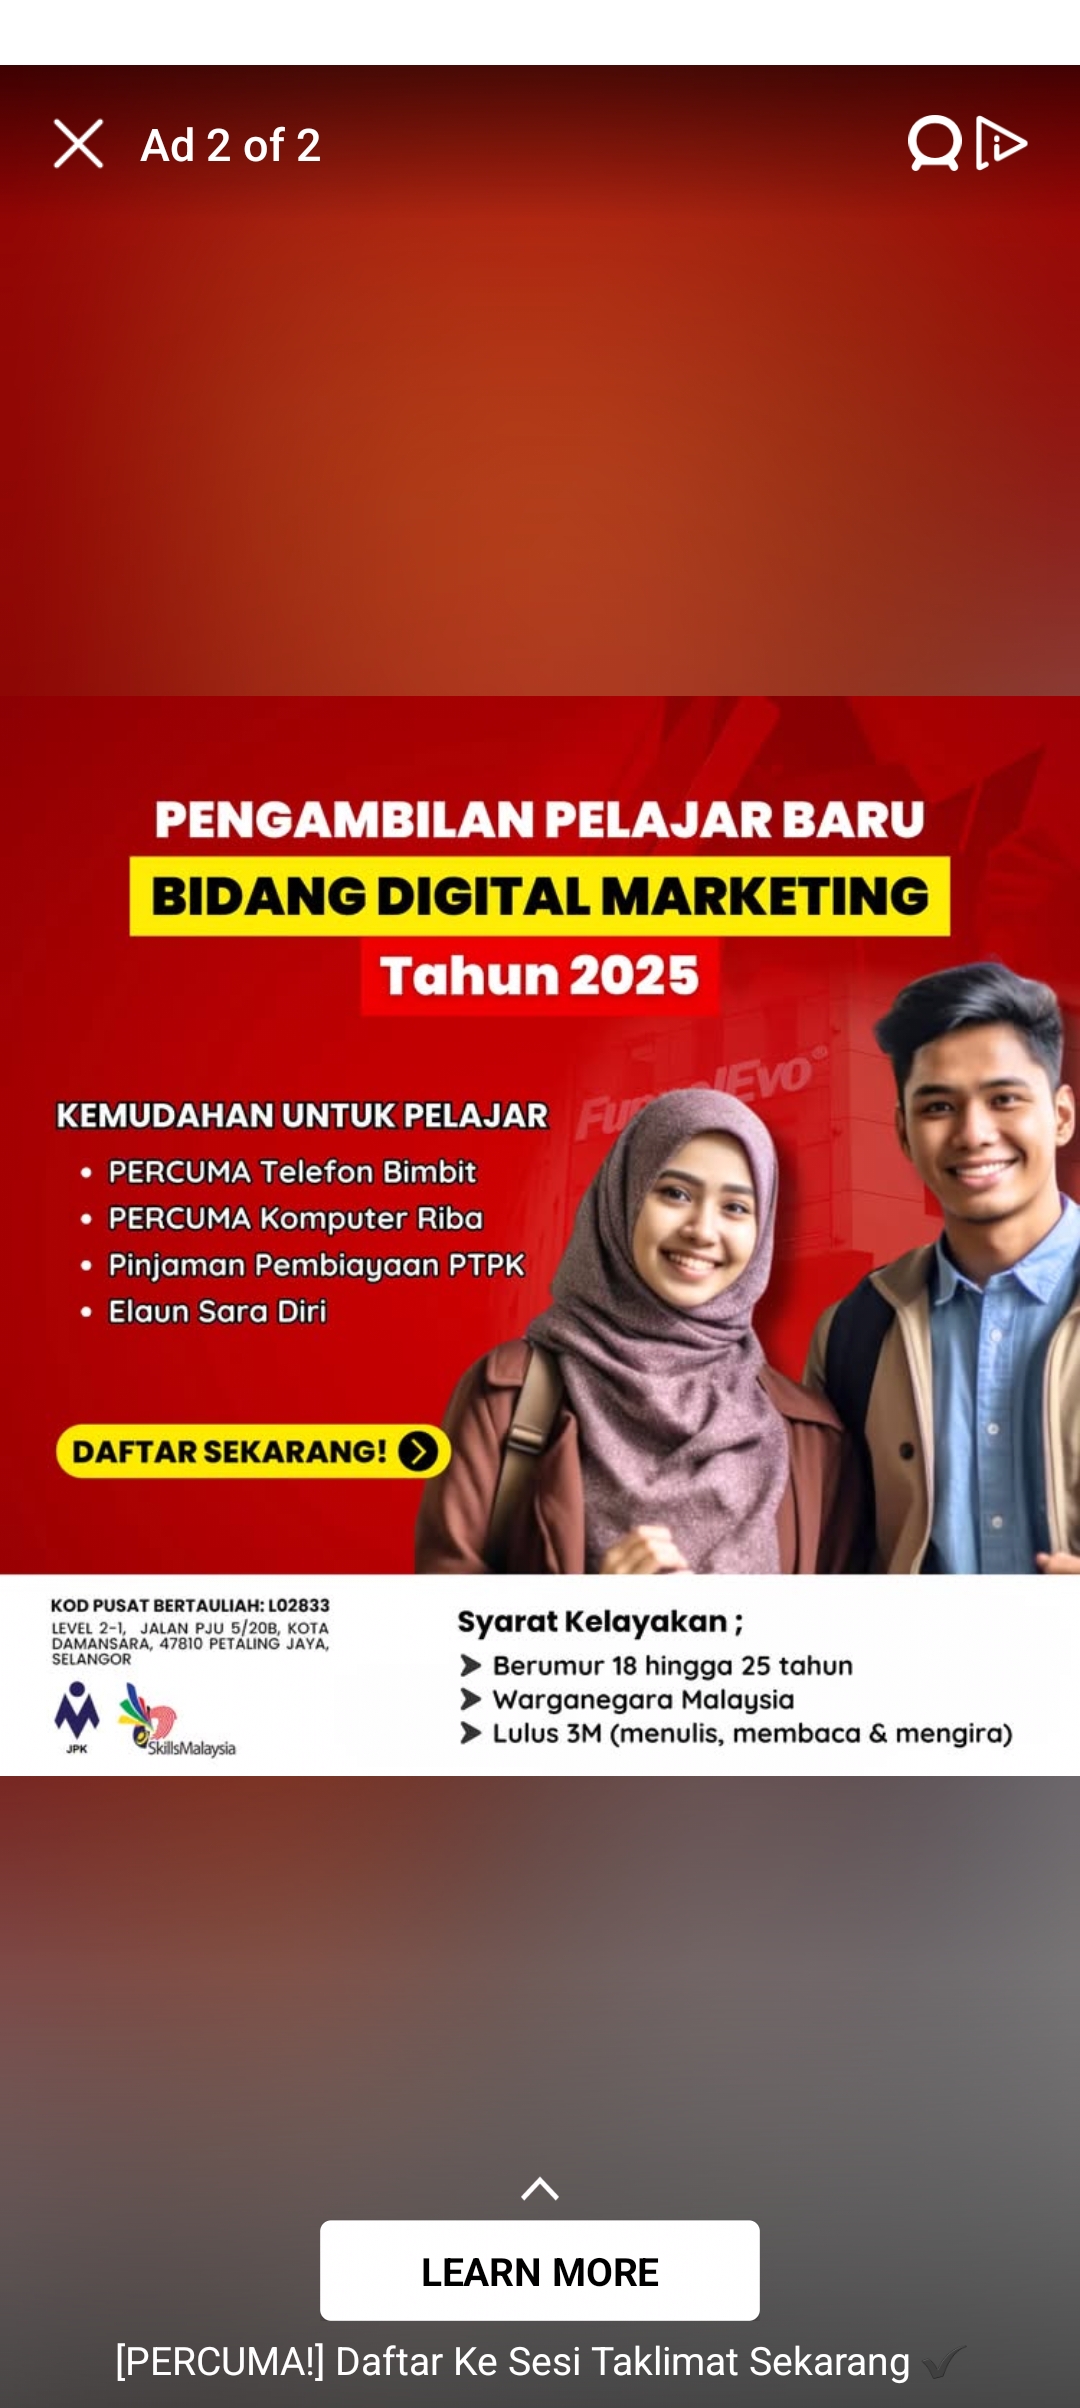 Ad 2 of 2
PENGAMBILAN PELAJAR BARU
BIDANG DIGITAL MARKETING
Tahun 2025
KEMUDAHAN UNTUK PELAJAR
• PERCUMA Telefon Bimbit
• PERCUMA Komputer Riba
• Pinjaman Pembiayaan PTPK
• Elaun Sara Diri
DAFTAR SEKARANG!
KOD PUSAT BERTAULIAH: L02833
LEVEL 2-1, JALAN PJU 5/20B, KOTA
DAMANSARA, 47810 PETALING JAYA,
SELANGOR
JPK
SkillsMalaysia
Syarat Kelayakan ;
➤ Berumur 18 hingga 25 tahun
➤ Warganegara Malaysia
➤ Lulus 3M (menulis, membaca & mengira)
LEARN MORE
[PERCUMA!] Daftar Ke Sesi Taklimat Sekarang ✔